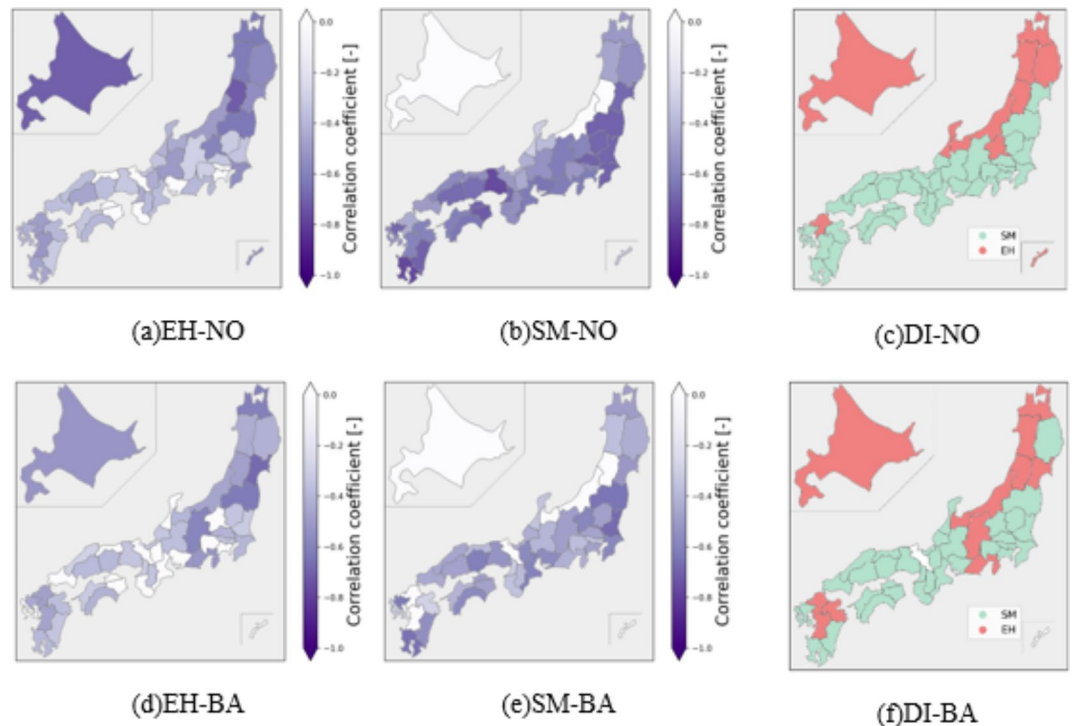 0.0
−0.2
−0.4
−0.6
−0.8
−1.0
Correlation coefficient [-]
0.0
−0.2
−0.4
−0.6
−0.8
−1.0
Correlation coefficient [-]
SM
EH
(a)EH-NO
(b)SM-NO
(c)DI-NO
0.0
−0.2
−0.4
−0.6
−0.8
−1.0
Correlation coefficient [-]
0.0
−0.2
−0.4
−0.6
−0.8
−1.0
Correlation coefficient [-]
SM
EH
(d)EH-BA
(e)SM-BA
(f)DI-BA